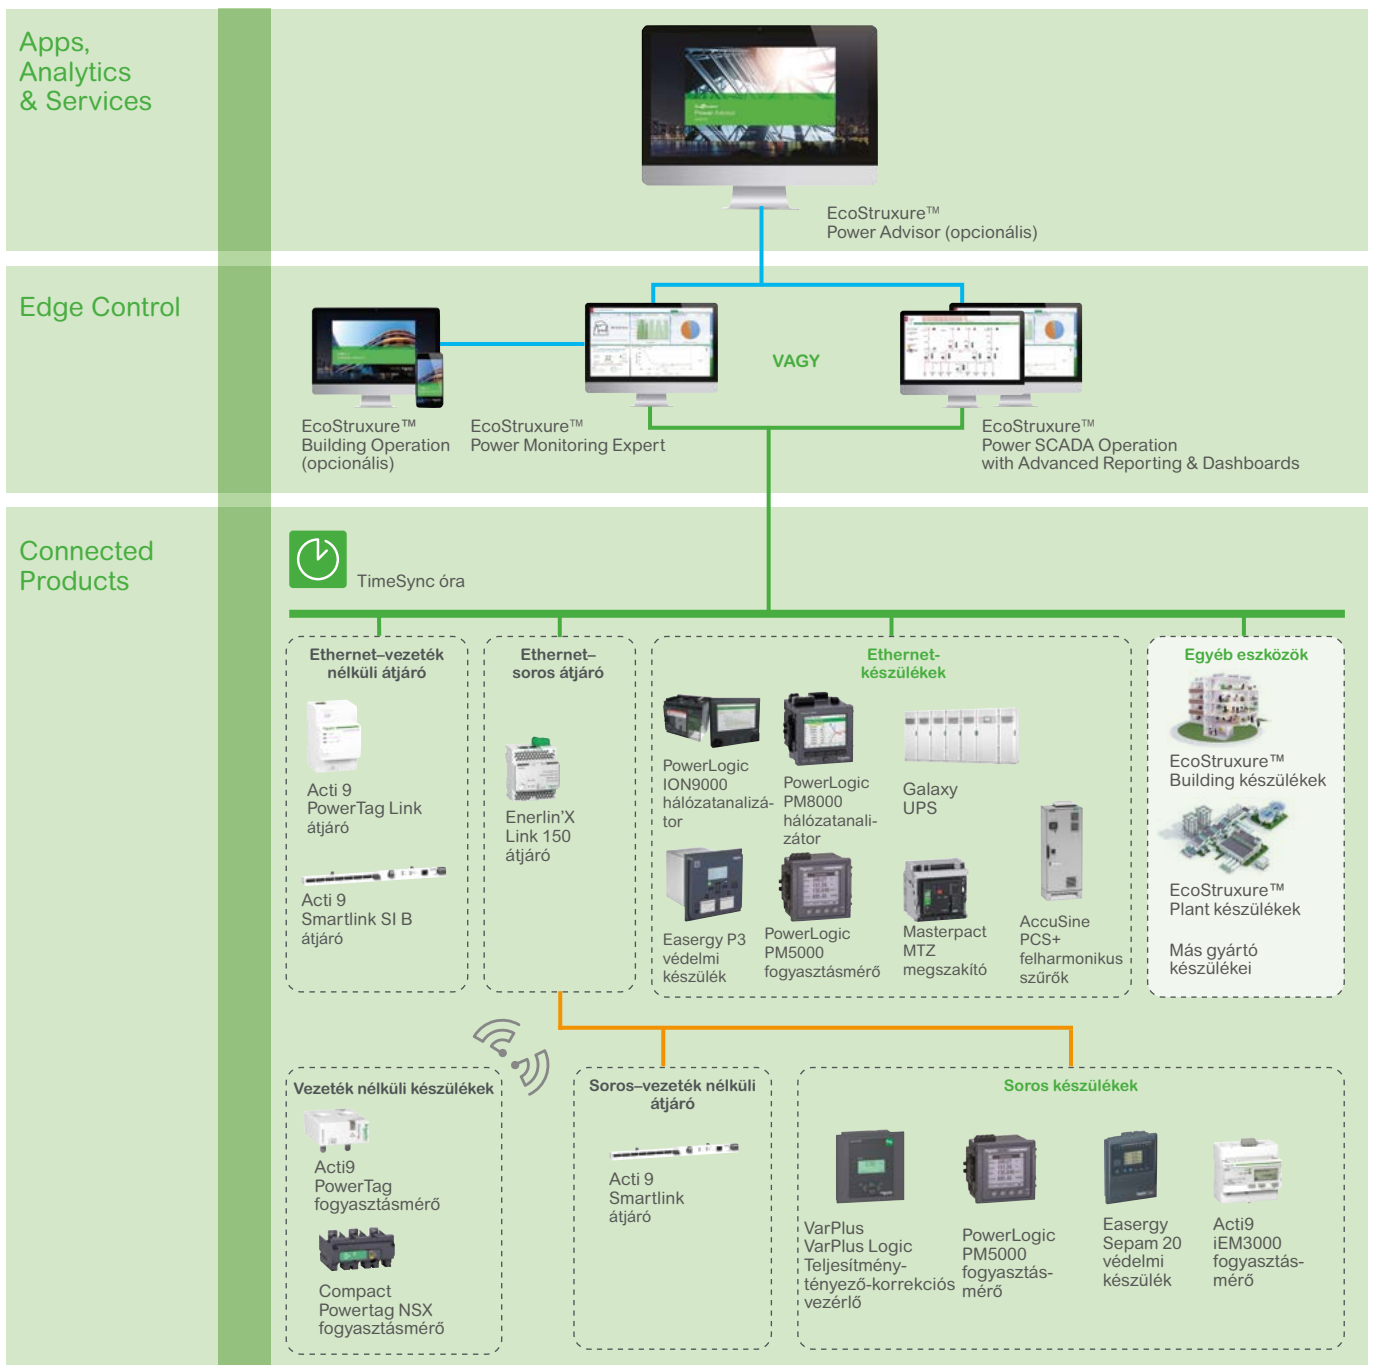 Apps,
Analytics
& Services
EcoStruxure™
Power Advisor (opcionális)
Edge Control
VAGY
EcoStruxure™
Building Operation
(opcionális)
EcoStruxure™
Power Monitoring Expert
EcoStruxure™
Power SCADA Operation
with Advanced Reporting & Dashboards
Connected
Products
TimeSync óra
Ethernet–vezeték
nélküli átjáró
Acti 9
PowerTag Link
átjáró
Acti 9
Smartlink SI B
átjáró
Ethernet–
soros átjáró
Enerlin’X
Link 150
átjáró
Ethernet-
készülékek
PowerLogic
ION9000
hálózatanalizá-
tor
PowerLogic
PM8000
hálózatanali-
zátor
Galaxy
UPS
Easergy P3
védelmi
készülék
PowerLogic
PM5000
fogyasztásmérő
Masterpact
MTZ
megszakító
AccuSine
PCS+
felharmonikus
szűrők
Egyéb eszközök
EcoStruxure™
Building készülékek
EcoStruxure™
Plant készülékek
Más gyártó
készülékei
Vezeték nélküli készülékek
Acti9
PowerTag
fogyasztásmérő
Compact
Powertag NSX
fogyasztásmérő
Soros–vezeték nélküli
átjáró
Acti 9
Smartlink
átjáró
Soros készülékek
VarPlus
VarPlus Logic
Teljesítmény-
tényező-korrekciós
vezérlő
PowerLogic
PM5000
fogyasztás-
mérő
Easergy
Sepam 20
védelmi
készülék
Acti9
iEM3000
fogyasztás-
mérő